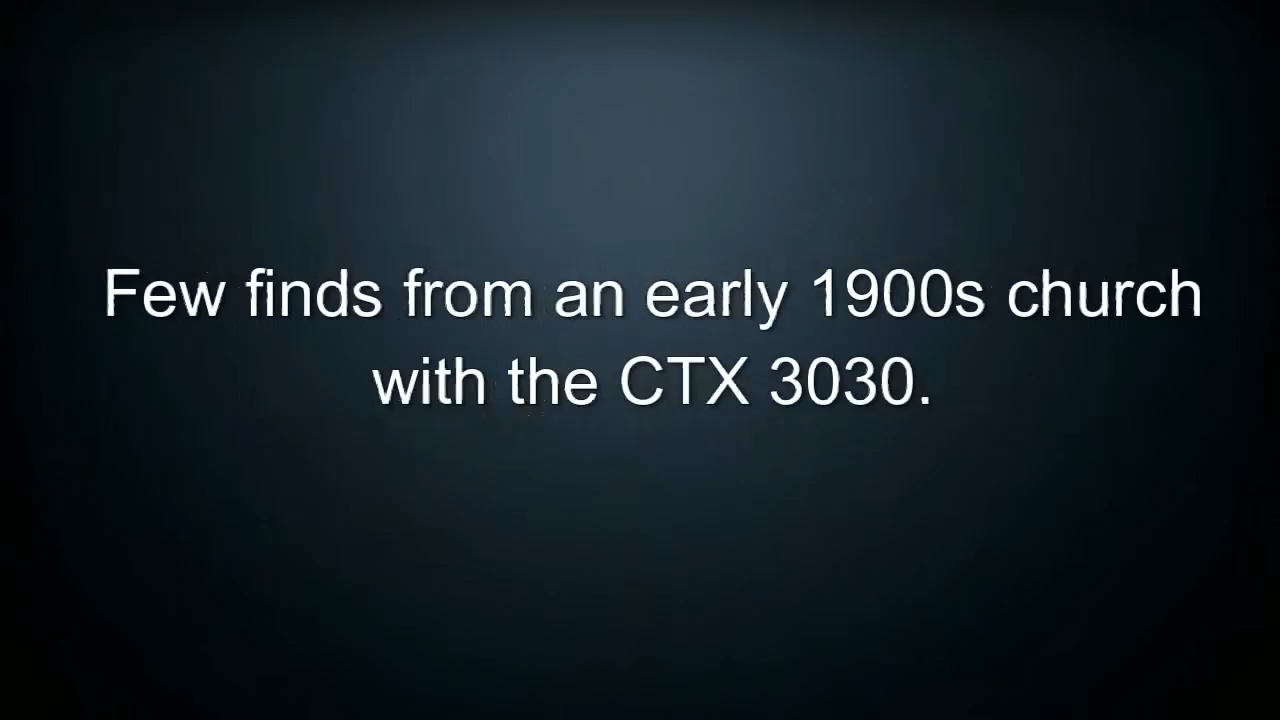 Few finds from an early 1900s church
with the CTX 3030.